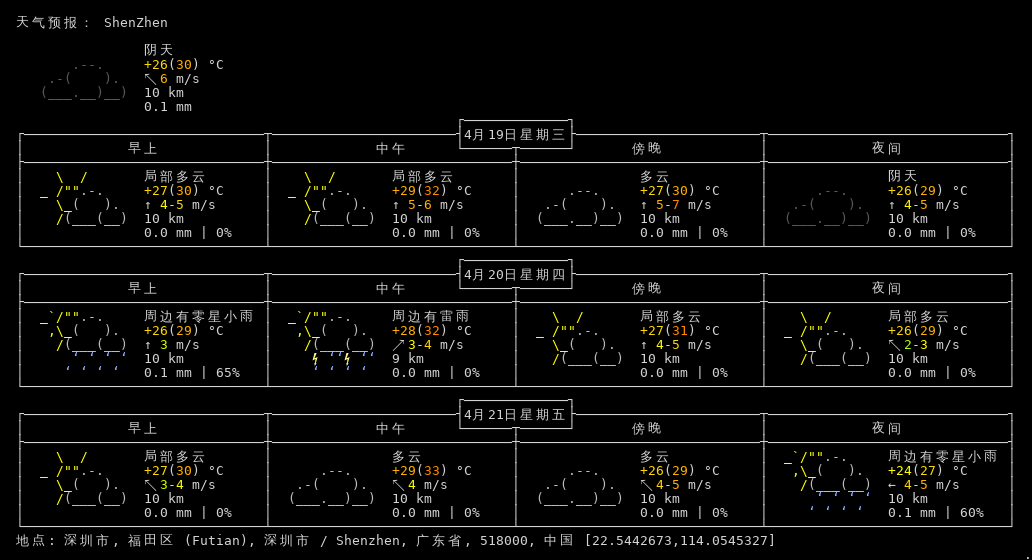 天气预报： ShenZhen
阴天
+26(30) °C
↖ 6 m/s
10 km
0.1 mm
4月19日星期三
早上 中午 傍晚 夜间
局部多云 局部多云 多云 阴天
+27(30) °C +29(32) °C +27(30) °C +26(29) °C
↑ 4-5 m/s ↑ 5-6 m/s ↑ 5-7 m/s ↑ 4-5 m/s
10 km 10 km 10 km 10 km
0.0 mm | 0% 0.0 mm | 0% 0.0 mm | 0% 0.0 mm | 0%
4月20日星期四
早上 中午 傍晚 夜间
周边有零星小雨 周边有雷雨 局部多云 局部多云
+26(29) °C +28(32) °C +27(31) °C +26(29) °C
↑ 3 m/s ↗ 3-4 m/s ↑ 4-5 m/s ↖ 2-3 m/s
10 km 9 km 10 km 10 km
0.1 mm | 65% 0.0 mm | 0% 0.0 mm | 0% 0.0 mm | 0%
4月21日星期五
早上 中午 傍晚 夜间
局部多云 多云 多云 周边有零星小雨
+27(30) °C +29(33) °C +26(29) °C +24(27) °C
↖ 3-4 m/s ↖ 4 m/s ↖ 4-5 m/s ← 4-5 m/s
10 km 10 km 10 km 10 km
0.0 mm | 0% 0.0 mm | 0% 0.0 mm | 0% 0.1 mm | 60%
地点: 深圳市, 福田区 (Futian), 深圳市 / Shenzhen, 广东省, 518000, 中国 [22.5442673,114.0545327]